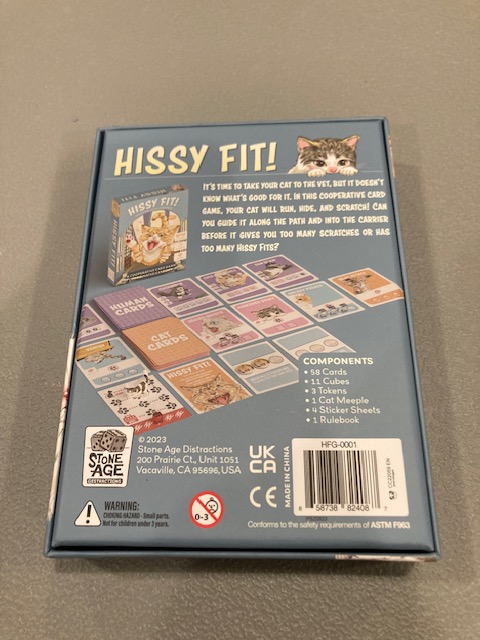 HISSY FIT!
IT'S TIME TO TAKE YOUR CAT TO THE VET, BUT IT DOESN'T
KNOW WHAT'S GOOD FOR IT. IN THIS COOPERATIVE CARD
GAME, YOUR CAT WILL RUN, HIDE, AND SCRATCH! CAN
YOU GUIDE IT ALONG THE PATH AND INTO THE CARRIER
BEFORE IT GIVES YOU TOO MANY SCRATCHES OR HAS
TOO MANY HISSY FITS?
HISSY FIT!
HUMAN
CARDS
CAT
CARDS
HISSY FIT!
COMPONENTS
• 58 Cards
• 11 Cubes
• 3 Tokens
• 1 Cat Meeple
• 4 Sticker Sheets
• 1 Rulebook
STONE
AGE
DISTRACTIONS
© 2023
Stone Age Distractions
200 Prairie Ct., Unit 1051
Vacaville, CA 95696, USA
UK
CA
CE
MADE IN CHINA
HFG-0001
8 58738 82408 7
WARNING:
CHOKING HAZARD - Small parts.
Not for children under 3 years.
0-3
Conforms to the safety requirements of ASTM F963